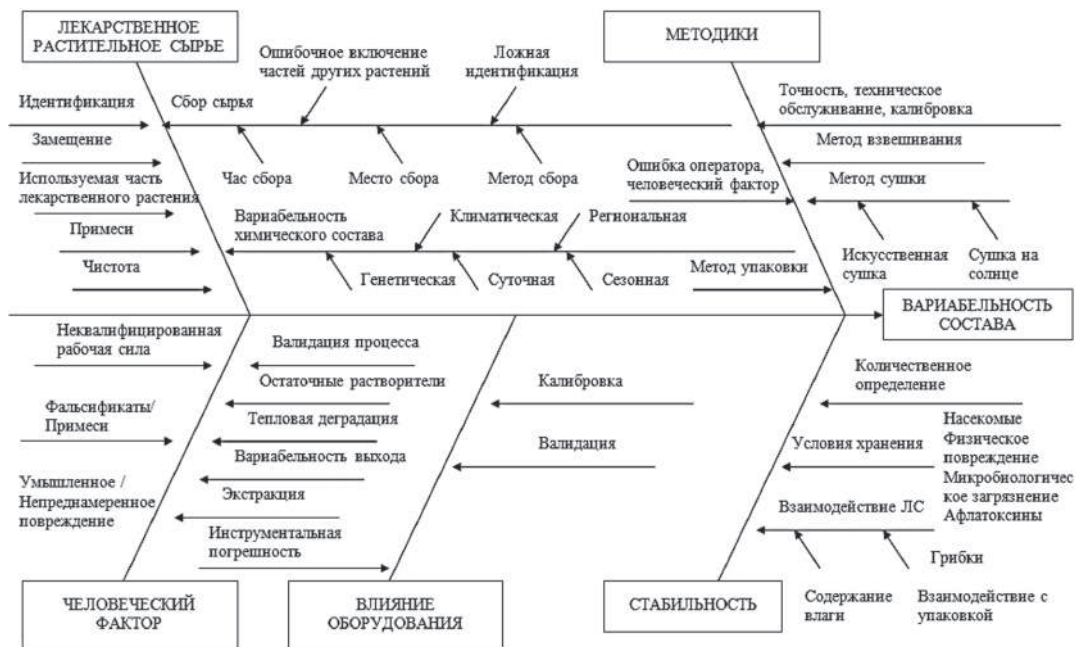 ЛЕКАРСТВЕННОЕ
РАСТИТЕЛЬНОЕ СЫРЬЕ
МЕТОДИКИ
Ошибочное включение
частей других растений
Ложная
идентификация
Идентификация
Сбор сырья
Точность, техническое
обслуживание, калибровка
Замещение
Метод взвешивания
Час сбора
Место сбора
Метод сбора
Ошибка оператора,
человеческий фактор
Метод сушки
Используемая часть
лекарственного растения
Вариабельность
химического состава
Климатическая
Региональная
Примеси
Искусственная
сушка
Сушка на
солнце
Чистота
Генетическая
Суточная
Сезонная
Метод упаковки
ВАРИАБЕЛЬНОСТЬ
СОСТАВА
Неквалифицированная
рабочая сила
Валидация процесса
Количественное
определение
Остаточные растворители
Калибровка
Фальсификаты/
Примеси
Тепловая деградация
Насекомые
Физическое
повреждение
Микробиологичес
кое загрязнение
Афлатоксины
Валидация
Условия хранения
Вариабельность выхода
Умышленное /
Непреднамеренное
повреждение
Экстракция
Взаимодействие ЛС
Инструментальная
погрешность
Грибки
ЧЕЛОВЕЧЕСКИЙ
ФАКТОР
ВЛИЯНИЕ
ОБОРУДОВАНИЯ
СТАБИЛЬНОСТЬ
Содержание
влаги
Взаимодействие с
упаковкой